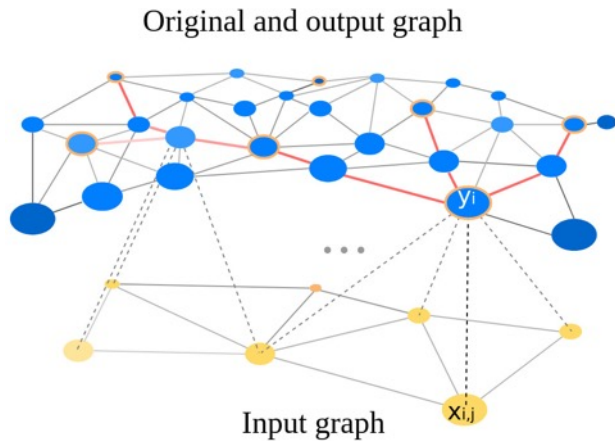 Original and output graph
yi
...
xi,j
Input graph